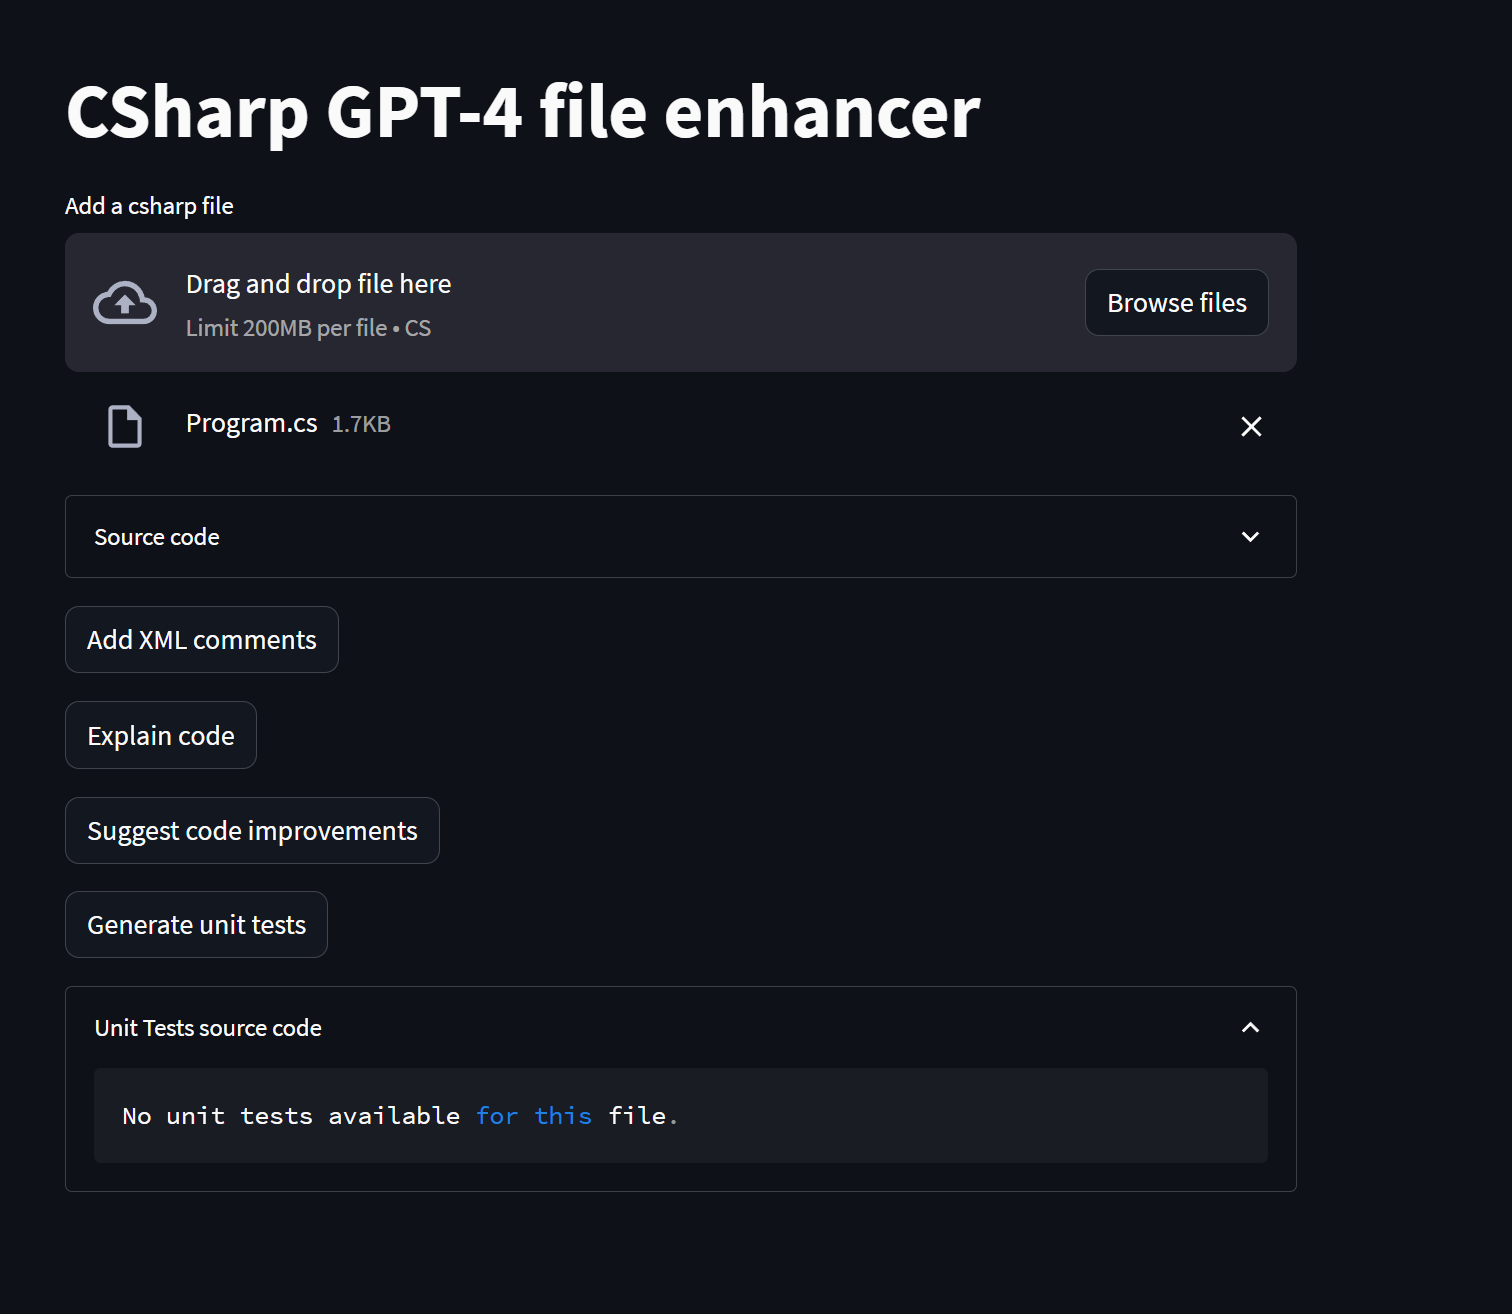 CSharp GPT-4 file enhancer
Add a csharp file
Drag and drop file here
Limit 200MB per file • CS
Browse files
Program.cs 1.7KB
Source code
Add XML comments
Explain code
Suggest code improvements
Generate unit tests
Unit Tests source code
No unit tests available for this file.